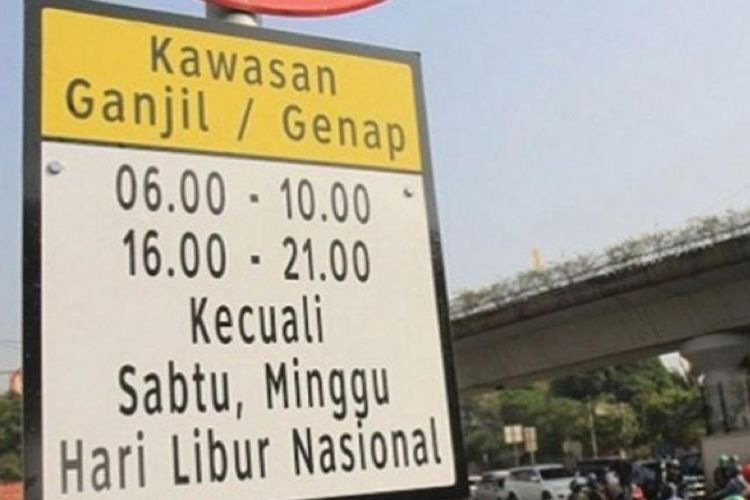 Kawasan
Ganjil / Genap
06.00 - 10.00
16.00 - 21.00
Kecuali
Sabtu, Minggu
Hari Libur Nasional